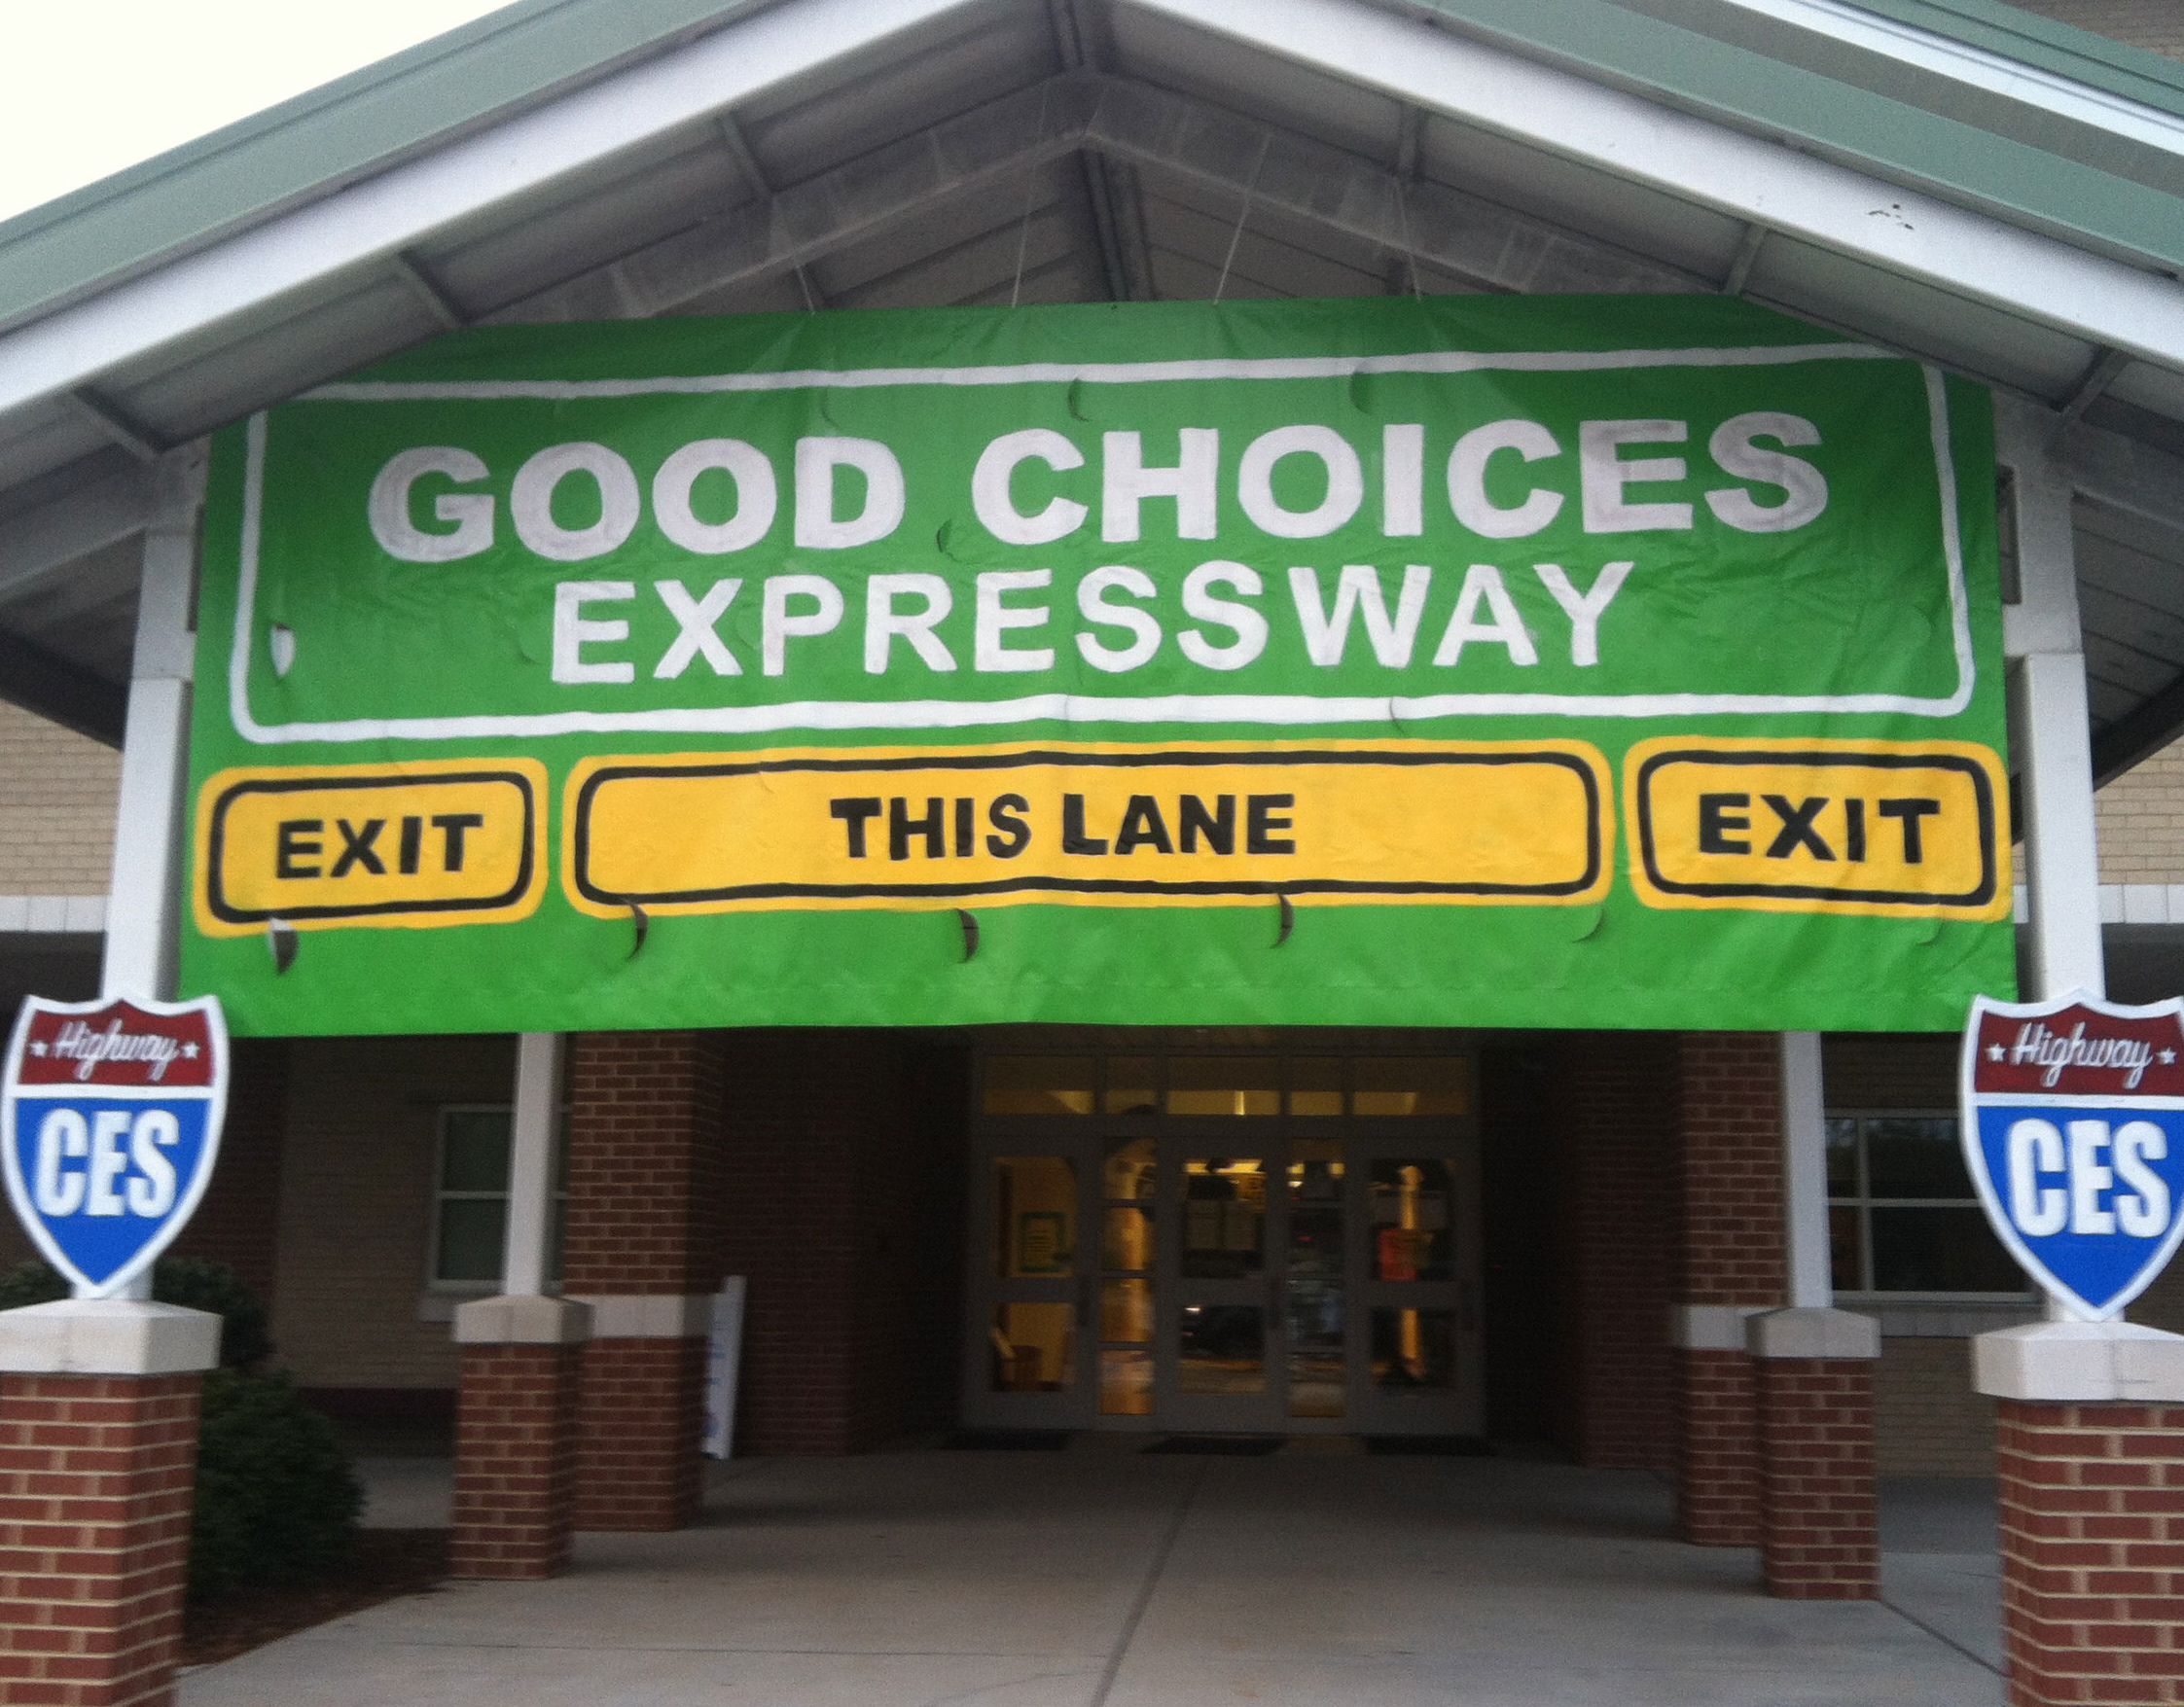 GOOD CHOICES
EXPRESSWAY
EXIT THIS LANE EXIT
Highway
CES
Highway
CES